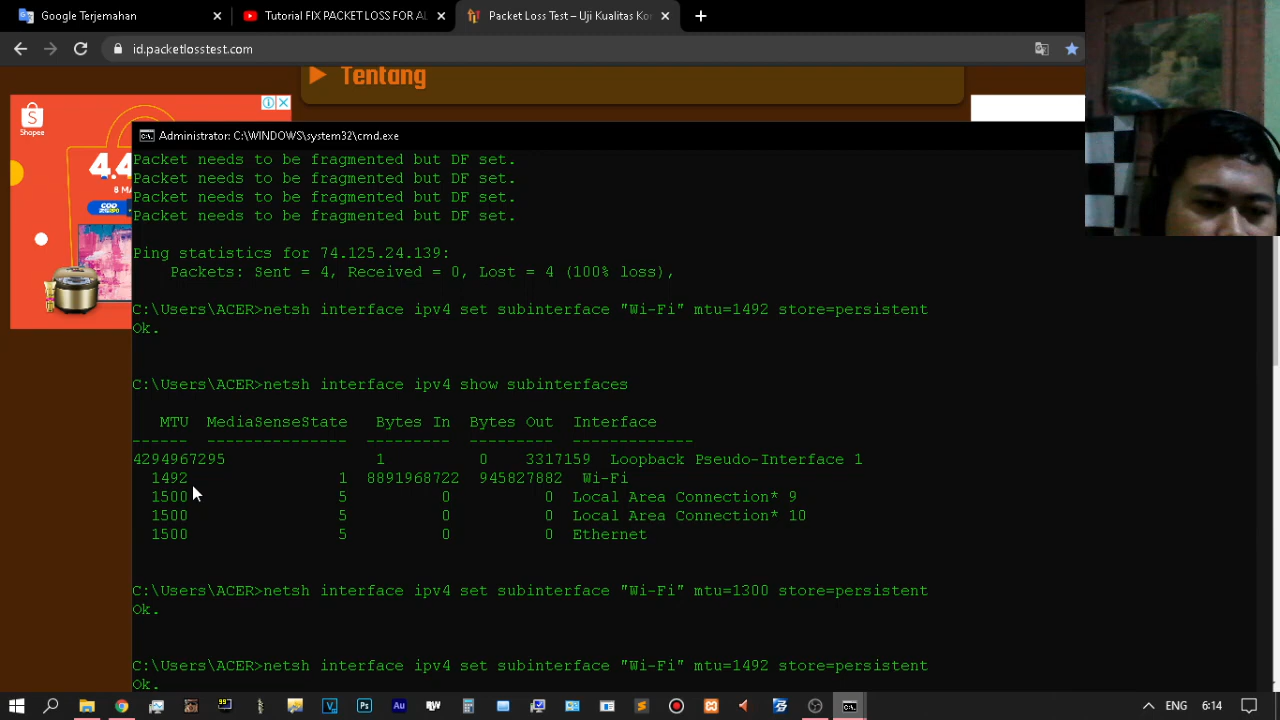 Google Terjemahan
Tutorial FIX PACKET LOSS FOR AL
Packet Loss Test – Uji Kualitas Kon
id.packetlosstest.com
Tentang
Shopee
4.4
8 MA
COD
Administrator: C:\WINDOWS\system32\cmd.exe
Packet needs to be fragmented but DF set.
Packet needs to be fragmented but DF set.
Packet needs to be fragmented but DF set.
Packet needs to be fragmented but DF set.
Ping statistics for 74.125.24.139:
Packets: Sent = 4, Received = 0, Lost = 4 (100% loss),
C:\Users\ACER>netsh interface ipv4 set subinterface "Wi-Fi" mtu=1492 store=persistent
Ok.
C:\Users\ACER>netsh interface ipv4 show subinterfaces
MTU MediaSenseState Bytes In Bytes Out Interface
------ --------------- --------- --------- -------------
4294967295 1 0 3317159 Loopback Pseudo-Interface 1
1492 1 8891968722 945827882 Wi-Fi
1500 5 0 0 Local Area Connection* 9
1500 5 0 0 Local Area Connection* 10
1500 5 0 0 Ethernet
C:\Users\ACER>netsh interface ipv4 set subinterface "Wi-Fi" mtu=1300 store=persistent
Ok.
C:\Users\ACER>netsh interface ipv4 set subinterface "Wi-Fi" mtu=1492 store=persistent
Ok.
ENG
6:14